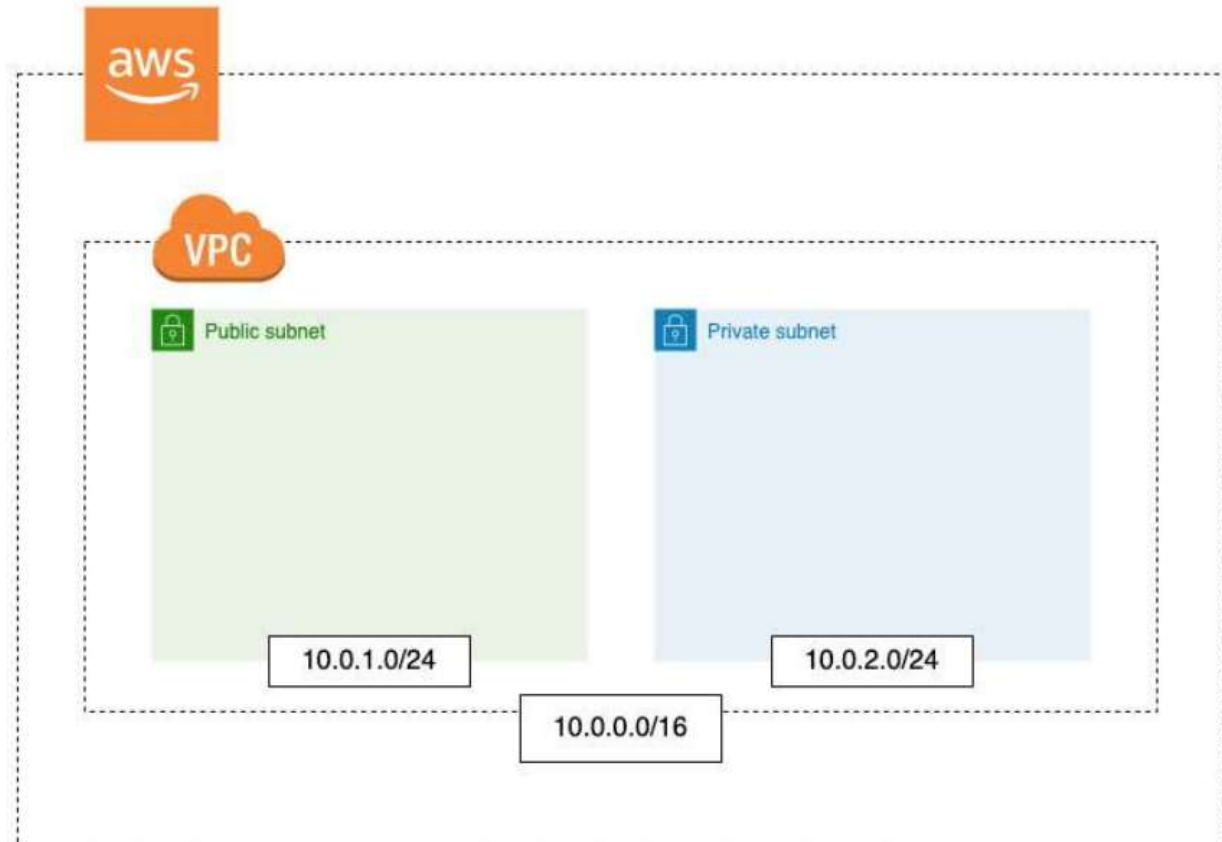 aws
VPC
Public subnet
Private subnet
10.0.1.0/24
10.0.2.0/24
10.0.0.0/16